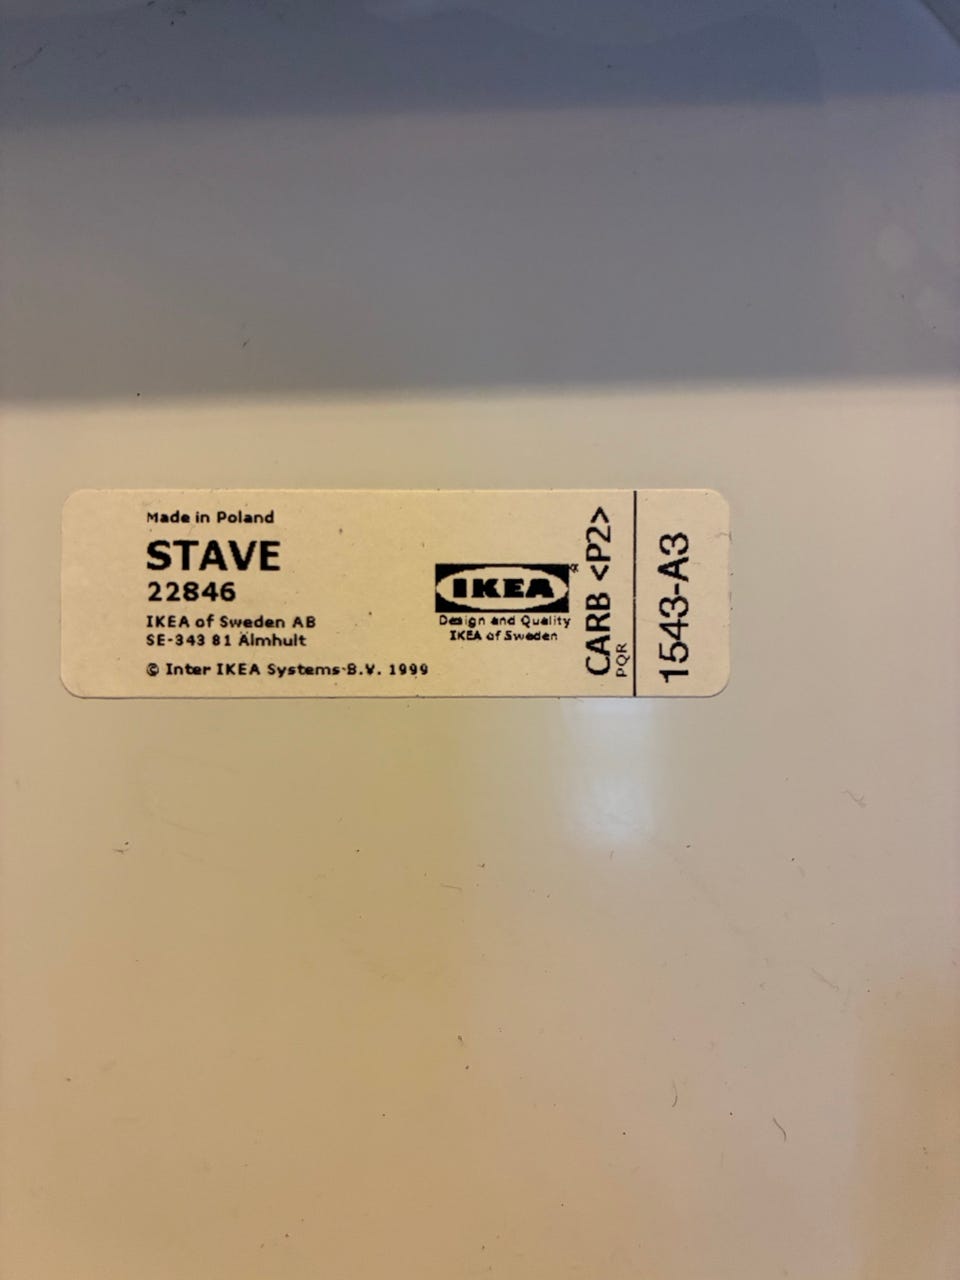 Made in Poland
STAVE
22846
IKEA of Sweden AB
SE-343 81 Älmhult
© Inter IKEA Systems B.V. 1999
IKEA®
Design and Quality
IKEA of Sweden
CARB <P2>
PQR
1543-A3